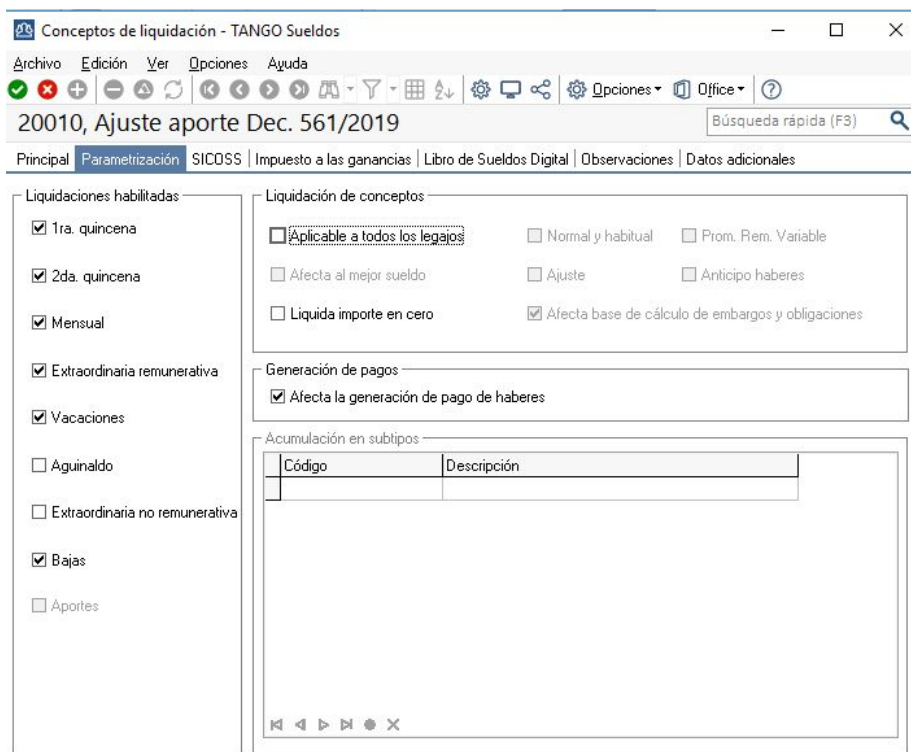 Conceptos de liquidación - TANGO Sueldos
Archivo Edición Ver Opciones Ayuda
Opciones Office
20010, Ajuste aporte Dec. 561/2019
Búsqueda rápida (F3)
Principal Parametrización SICOSS Impuesto a las ganancias Libro de Sueldos Digital Observaciones Datos adicionales
Liquidaciones habilitadas
1ra. quincena
2da. quincena
Mensual
Extraordinaria remunerativa
Vacaciones
Aguinaldo
Extraordinaria no remunerativa
Bajas
Aportes
Liquidación de conceptos
Aplicable a todos los legajos Normal y habitual Prom. Rem. Variable
Afecta al mejor sueldo Ajuste Anticipo haberes
Liquida importe en cero Afecta base de cálculo de embargos y obligaciones
Generación de pagos
Afecta la generación de pago de haberes
Acumulación en subtipos
Código Descripción